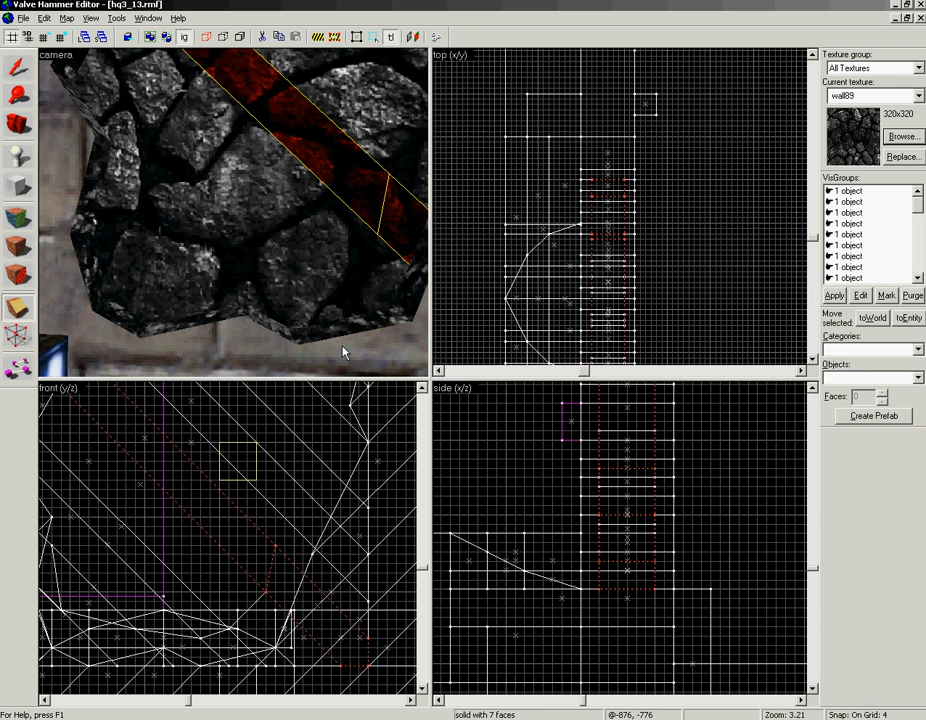 Valve Hammer Editor - [hq3_13.rmf]
File Edit Map View Tools Window Help
3D
ig
tl
camera
top (x/y)
front (y/z)
side (x/z)
Texture group:
All Textures
Current texture:
wall89
320x320
Browse...
Replace...
VisGroups:
1 object
1 object
1 object
1 object
1 object
1 object
1 object
1 object
1 object
Apply Edit Mark Purge
Move selected:
toWorld toEntity
Categories:
Objects:
Faces: 0
Create Prefab
For Help, press F1
solid with 7 faces
@-876, -776
Zoom: 3.21
Snap: On Grid: 4